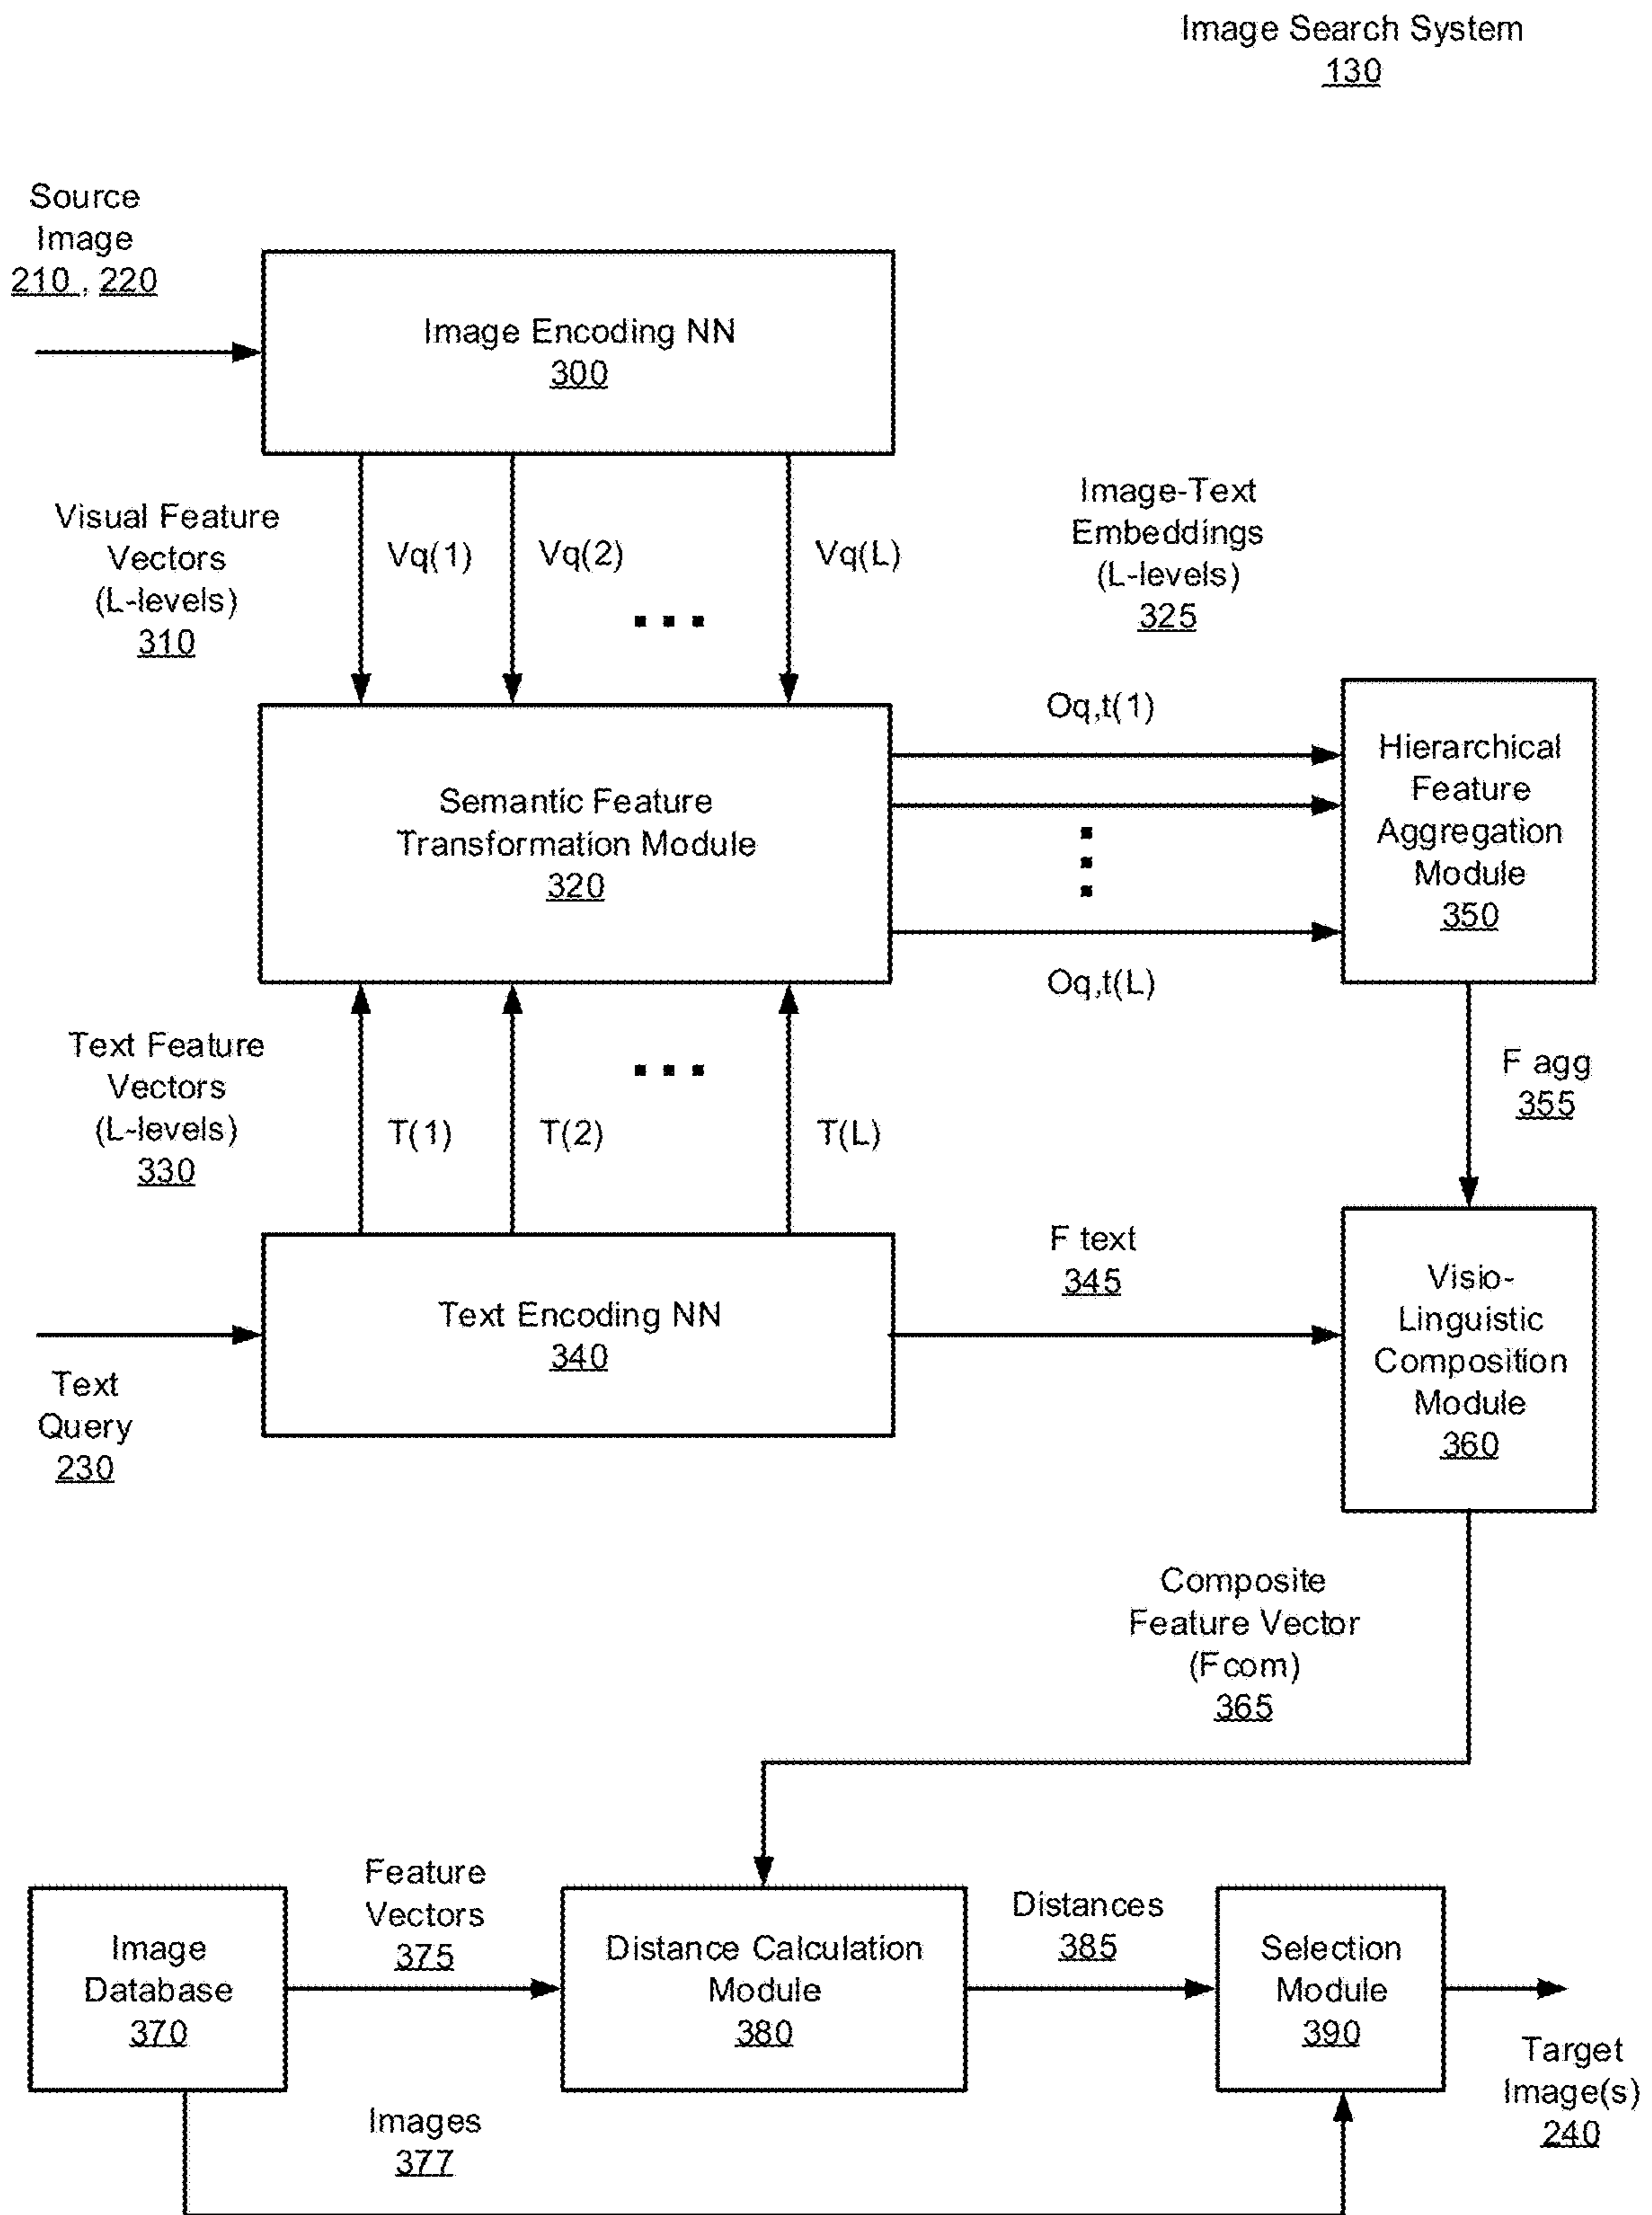 Image Search System
130
Source
Image
210 , 220
Image Encoding NN
300
Visual Feature
Vectors
(L-levels)
310
Vq(1)
Vq(2)
Vq(L)
Image-Text
Embeddings
(L-levels)
325
Oq,t(1)
Hierarchical
Feature
Aggregation
Module
350
Semantic Feature
Transformation Module
320
Oq,t(L)
Text Feature
Vectors
(L-levels)
330
T(1)
T(2)
T(L)
F agg
355
F text
345
Text Encoding NN
340
Text
Query
230
Visio-
Linguistic
Composition
Module
360
Composite
Feature Vector
(Fcom)
365
Image
Database
370
Feature
Vectors
375
Distance Calculation
Module
380
Distances
385
Selection
Module
390
Target
Image(s)
240
Images
377